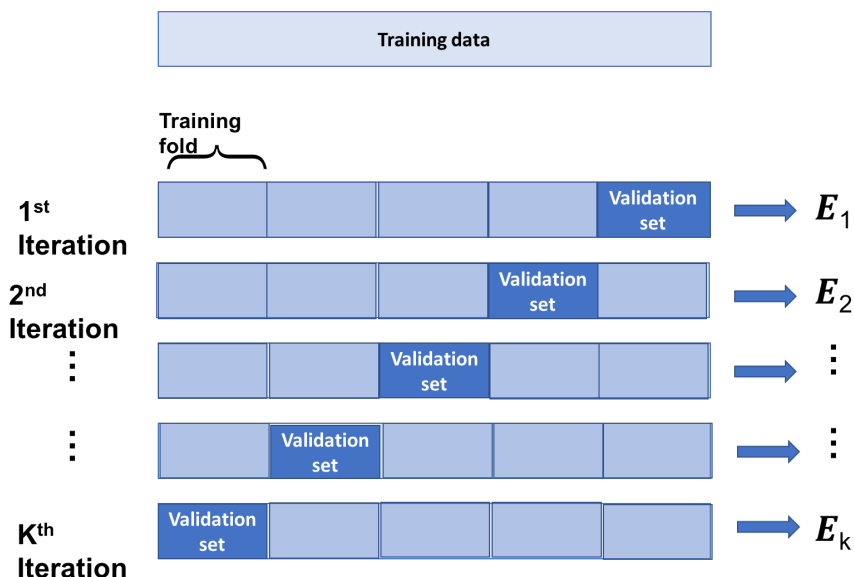 Training data
Training
fold
1st
Iteration
Validation
set
E1
2nd
Iteration
Validation
set
E2
⋮
Validation
set
⋮
⋮
Validation
set
⋮
Kth
Iteration
Validation
set
Ek